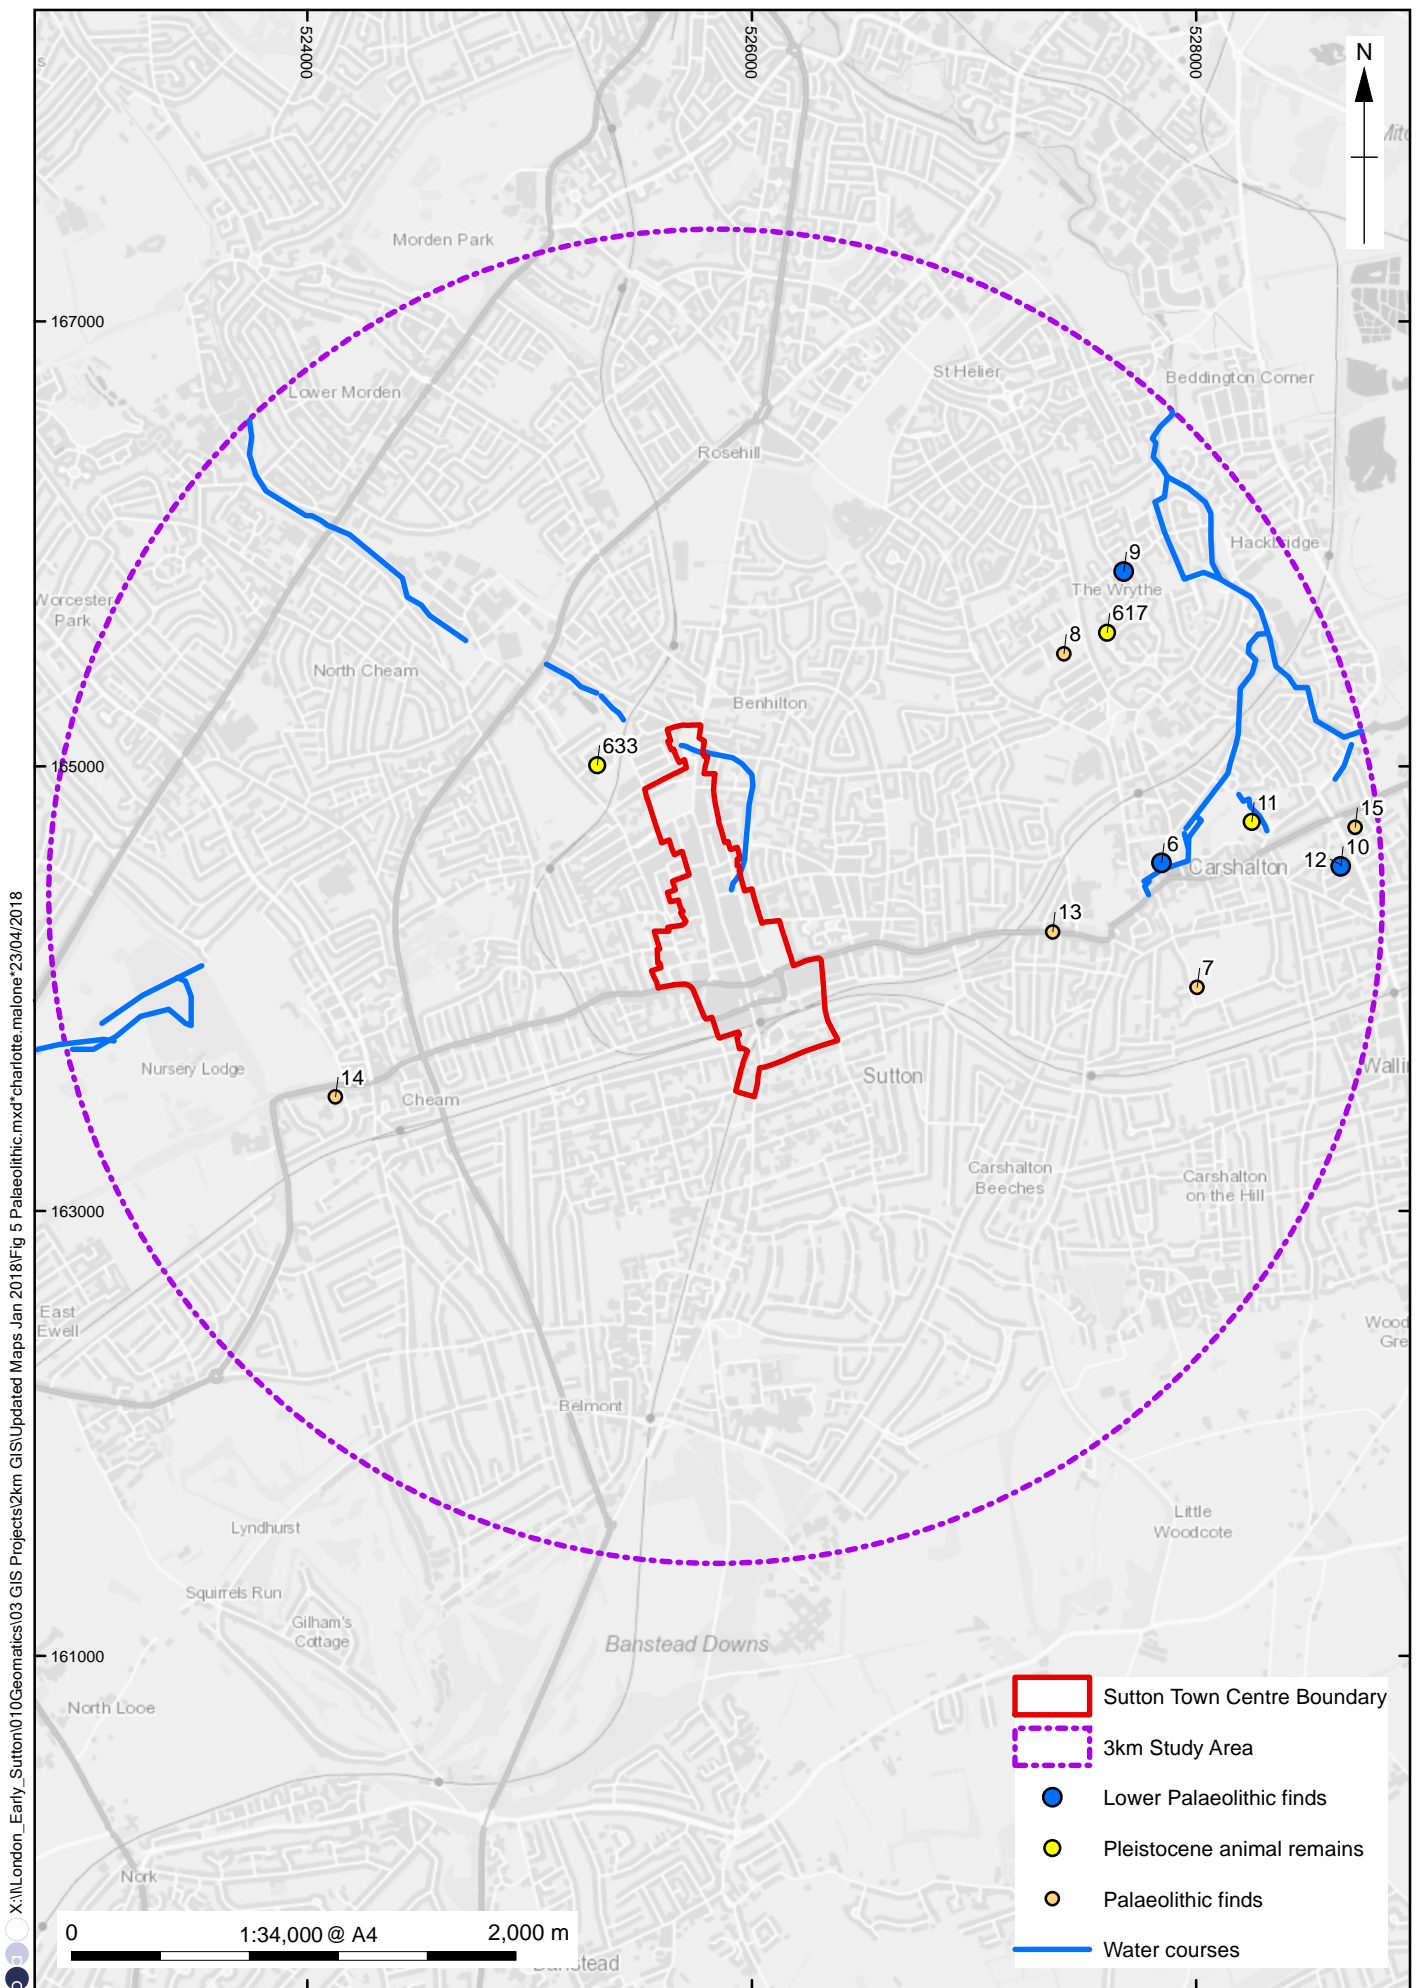 524000
526000
528000
N
Mitc
Morden Park
167000
St Helier
Beddington Corner
Lower Morden
Rosehill
Hackbridge
9
The Wrythe
Worcester
Park
617
8
North Cheam
Benhilton
633
165000
11
15
6
10
12
Carshalton
13
7
Nursery Lodge
Wallin
Sutton
14
Cheam
Carshalton
Beeches
Carshalton
on the Hill
163000
East
Ewell
Wood
Gre
Belmont
Little
Woodcote
Lyndhurst
Squirrels Run
Gilham's
Cottage
Banstead Downs
161000
North Looe
Sutton Town Centre Boundary
3km Study Area
Lower Palaeolithic finds
Pleistocene animal remains
Palaeolithic finds
Water courses
Nork
0
1:34,000 @ A4
2,000 m
Banstead
X:\I\London_Early_Sutton\010Geomatics\03 GIS Projects\2km GIS\Updated Maps Jan 2018\Fig 5 Palaeolithic.mxd*charlotte.malone*23/04/2018